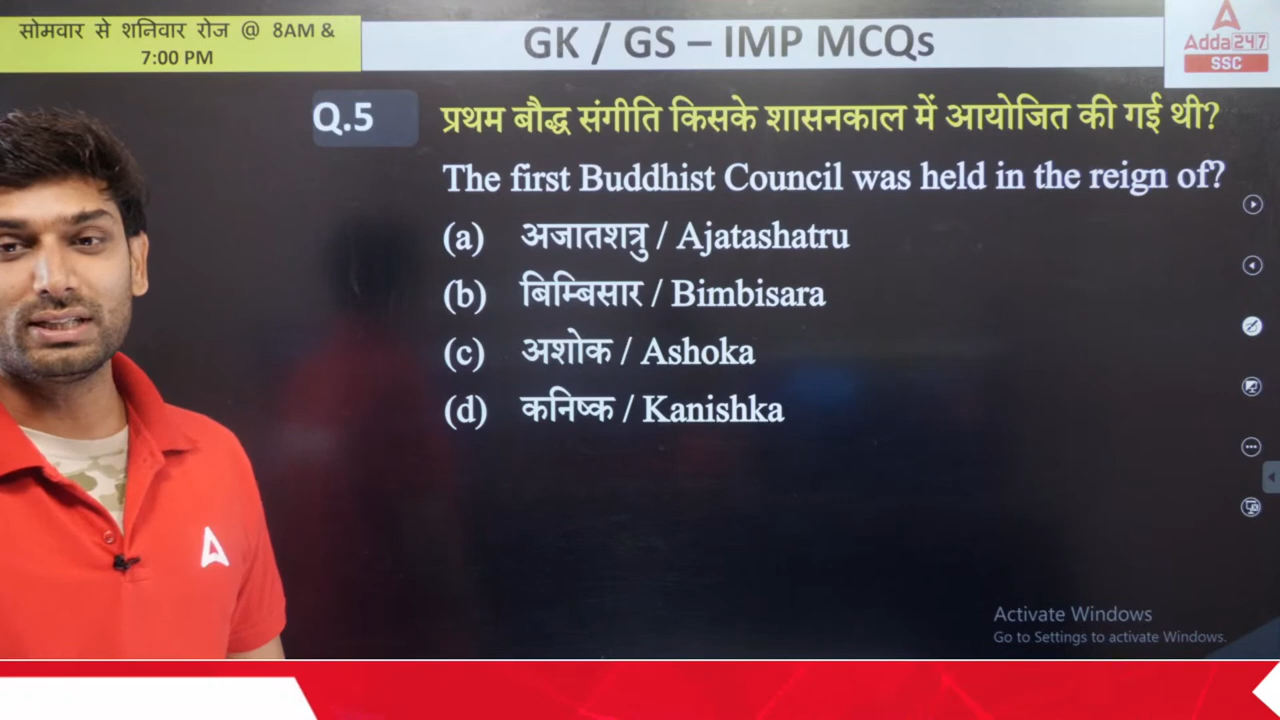 सोमवार से शनिवार रोज @ 8AM &
7:00 PM
GK / GS – IMP MCQs
Adda247
SSC
Q.5
प्रथम बौद्ध संगीति किसके शासनकाल में आयोजित की गई थी?
The first Buddhist Council was held in the reign of?
(a) अजातशत्रु / Ajatashatru
(b) बिम्बिसार / Bimbisara
(c) अशोक / Ashoka
(d) कनिष्क / Kanishka
Activate Windows
Go to Settings to activate Windows.